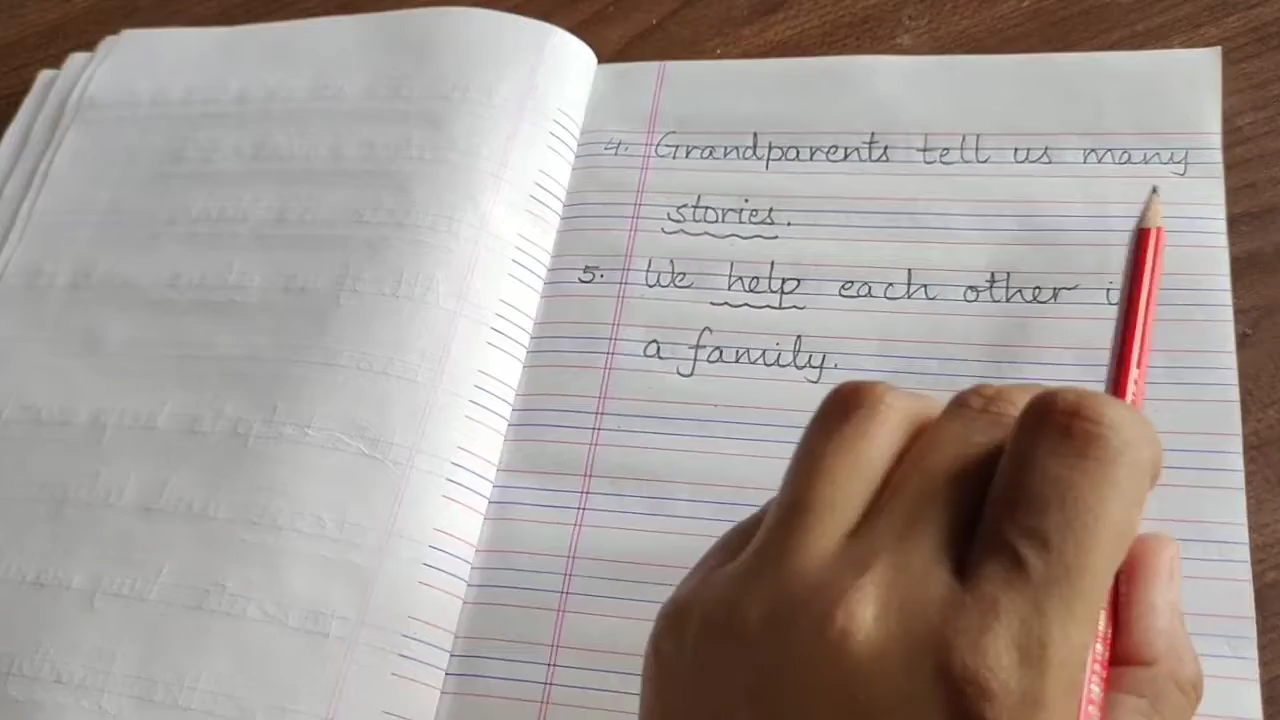 4. Grandparents tell us many
stories.
5. We help each other
a family.